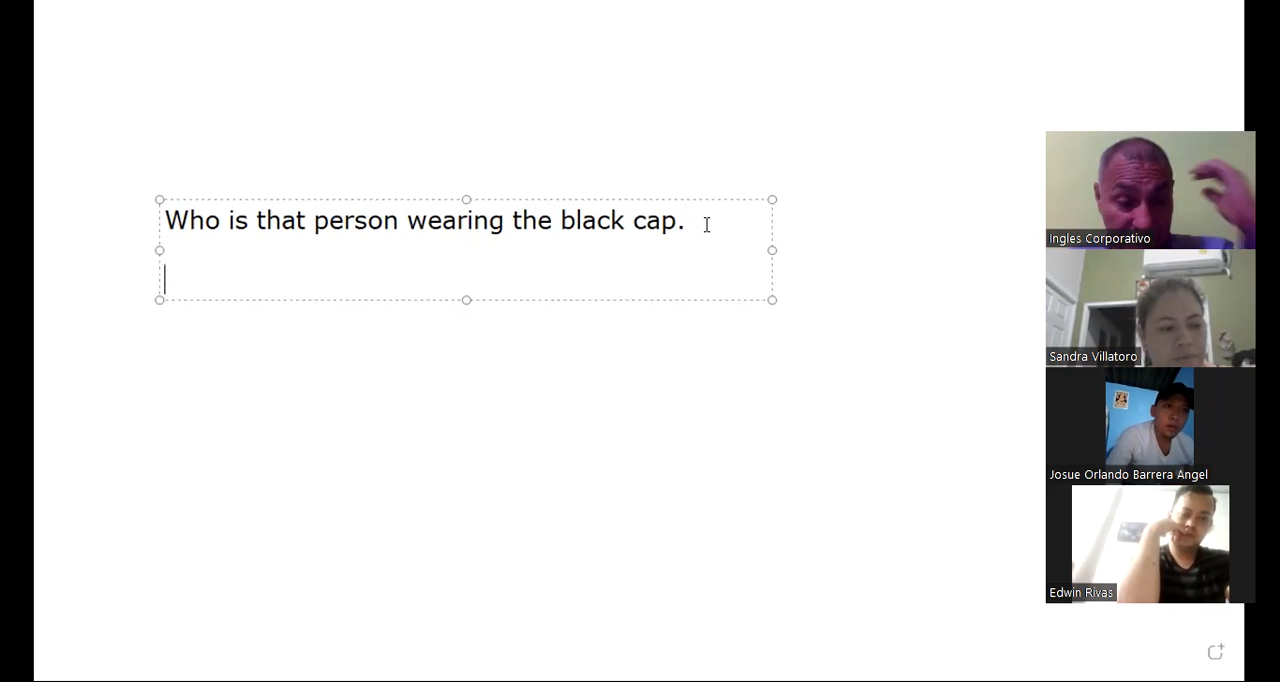 Who is that person wearing the black cap.
Ingles Corporativo
Sandra Villatoro
Josue Orlando Barrera Angel
Edwin Rivas